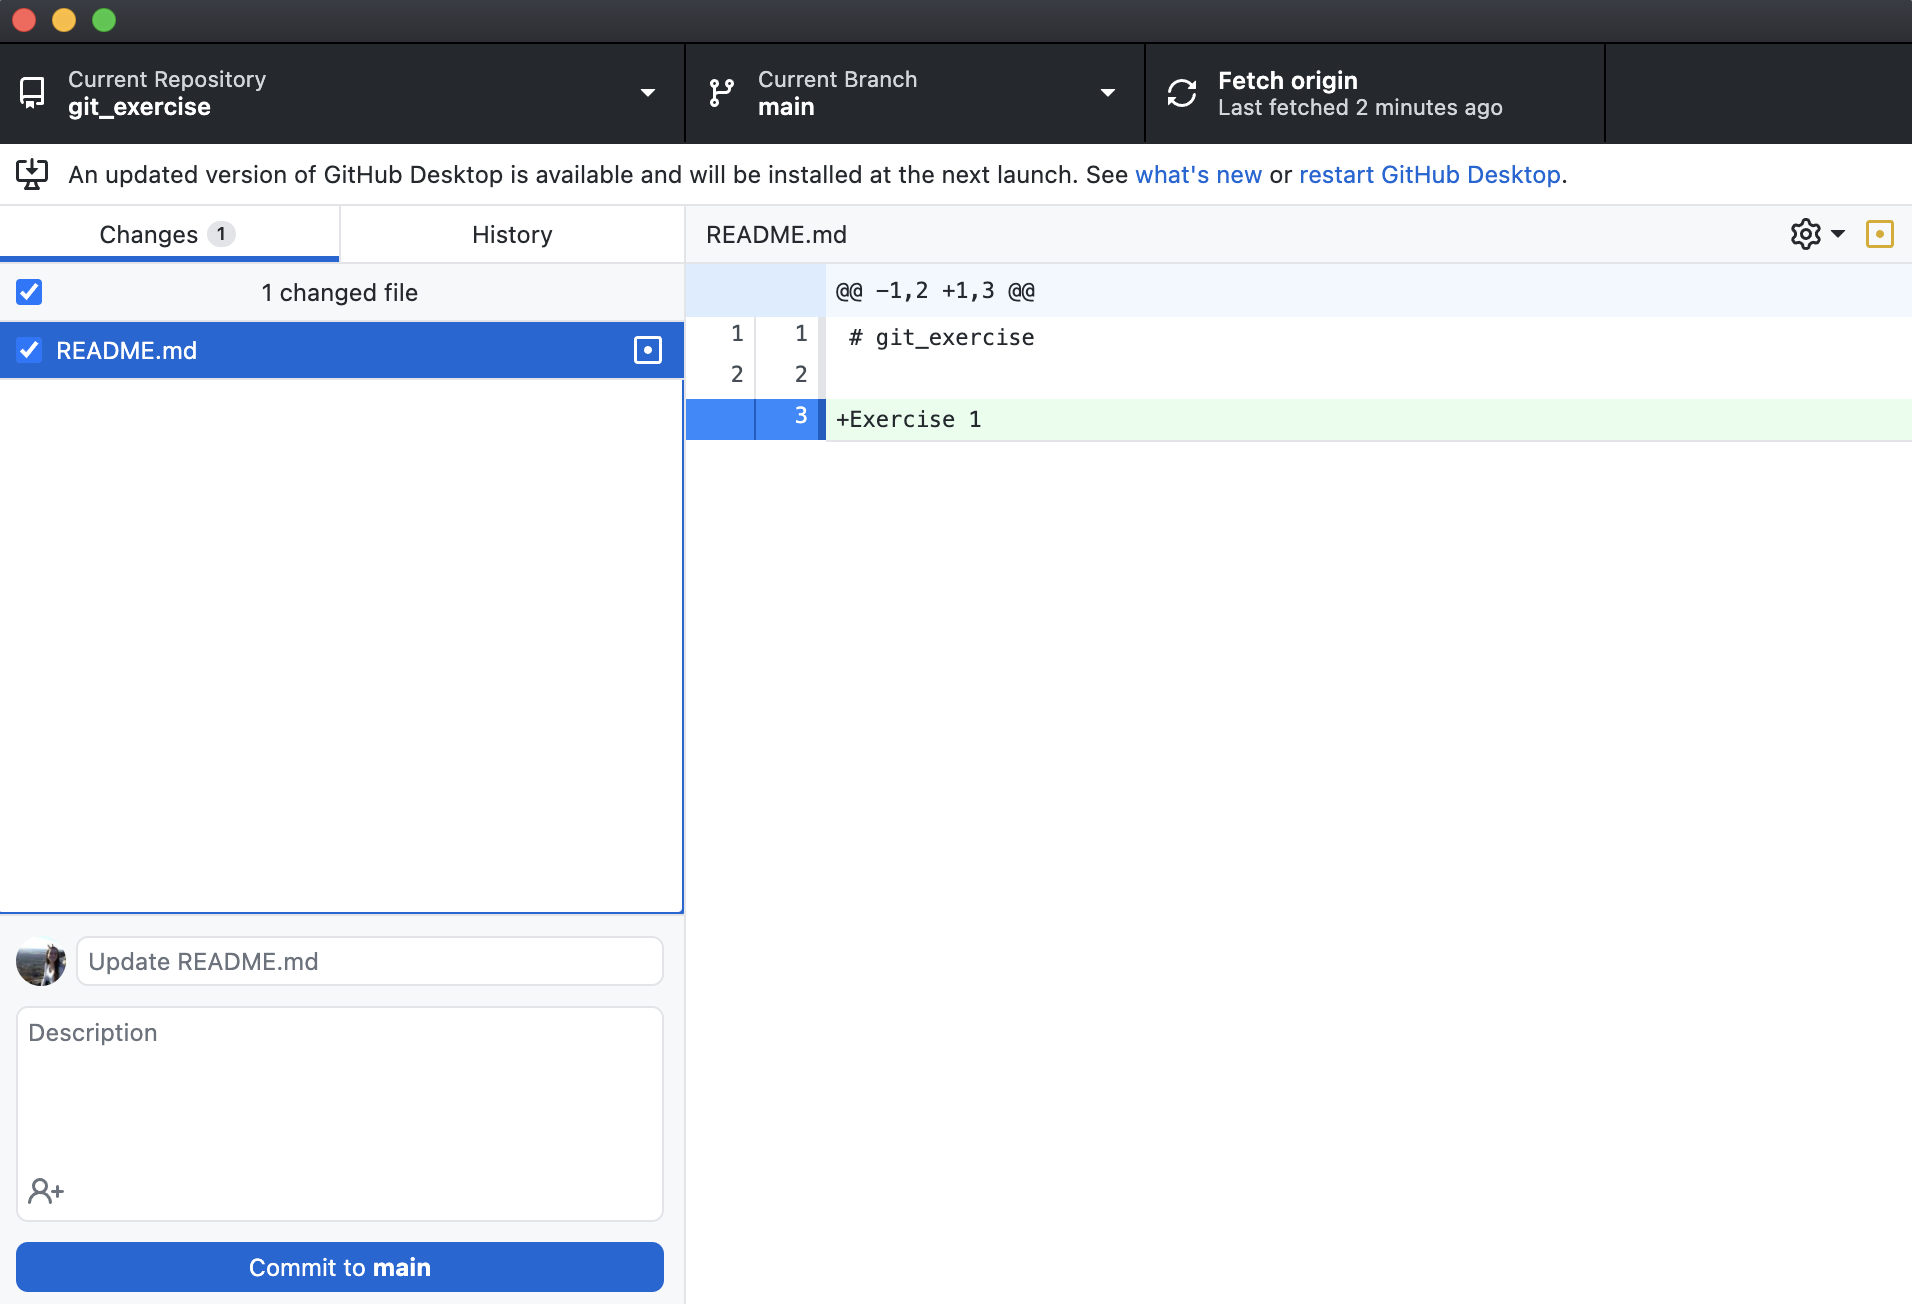 Current Repository
git_exercise
Current Branch
main
Fetch origin
Last fetched 2 minutes ago
An updated version of GitHub Desktop is available and will be installed at the next launch. See what's new or restart GitHub Desktop.
Changes 1
History
README.md
1 changed file
README.md
@@ -1,2 +1,3 @@
1 1 # git_exercise
2 2
3 +Exercise 1
Update README.md
Description
Commit to main